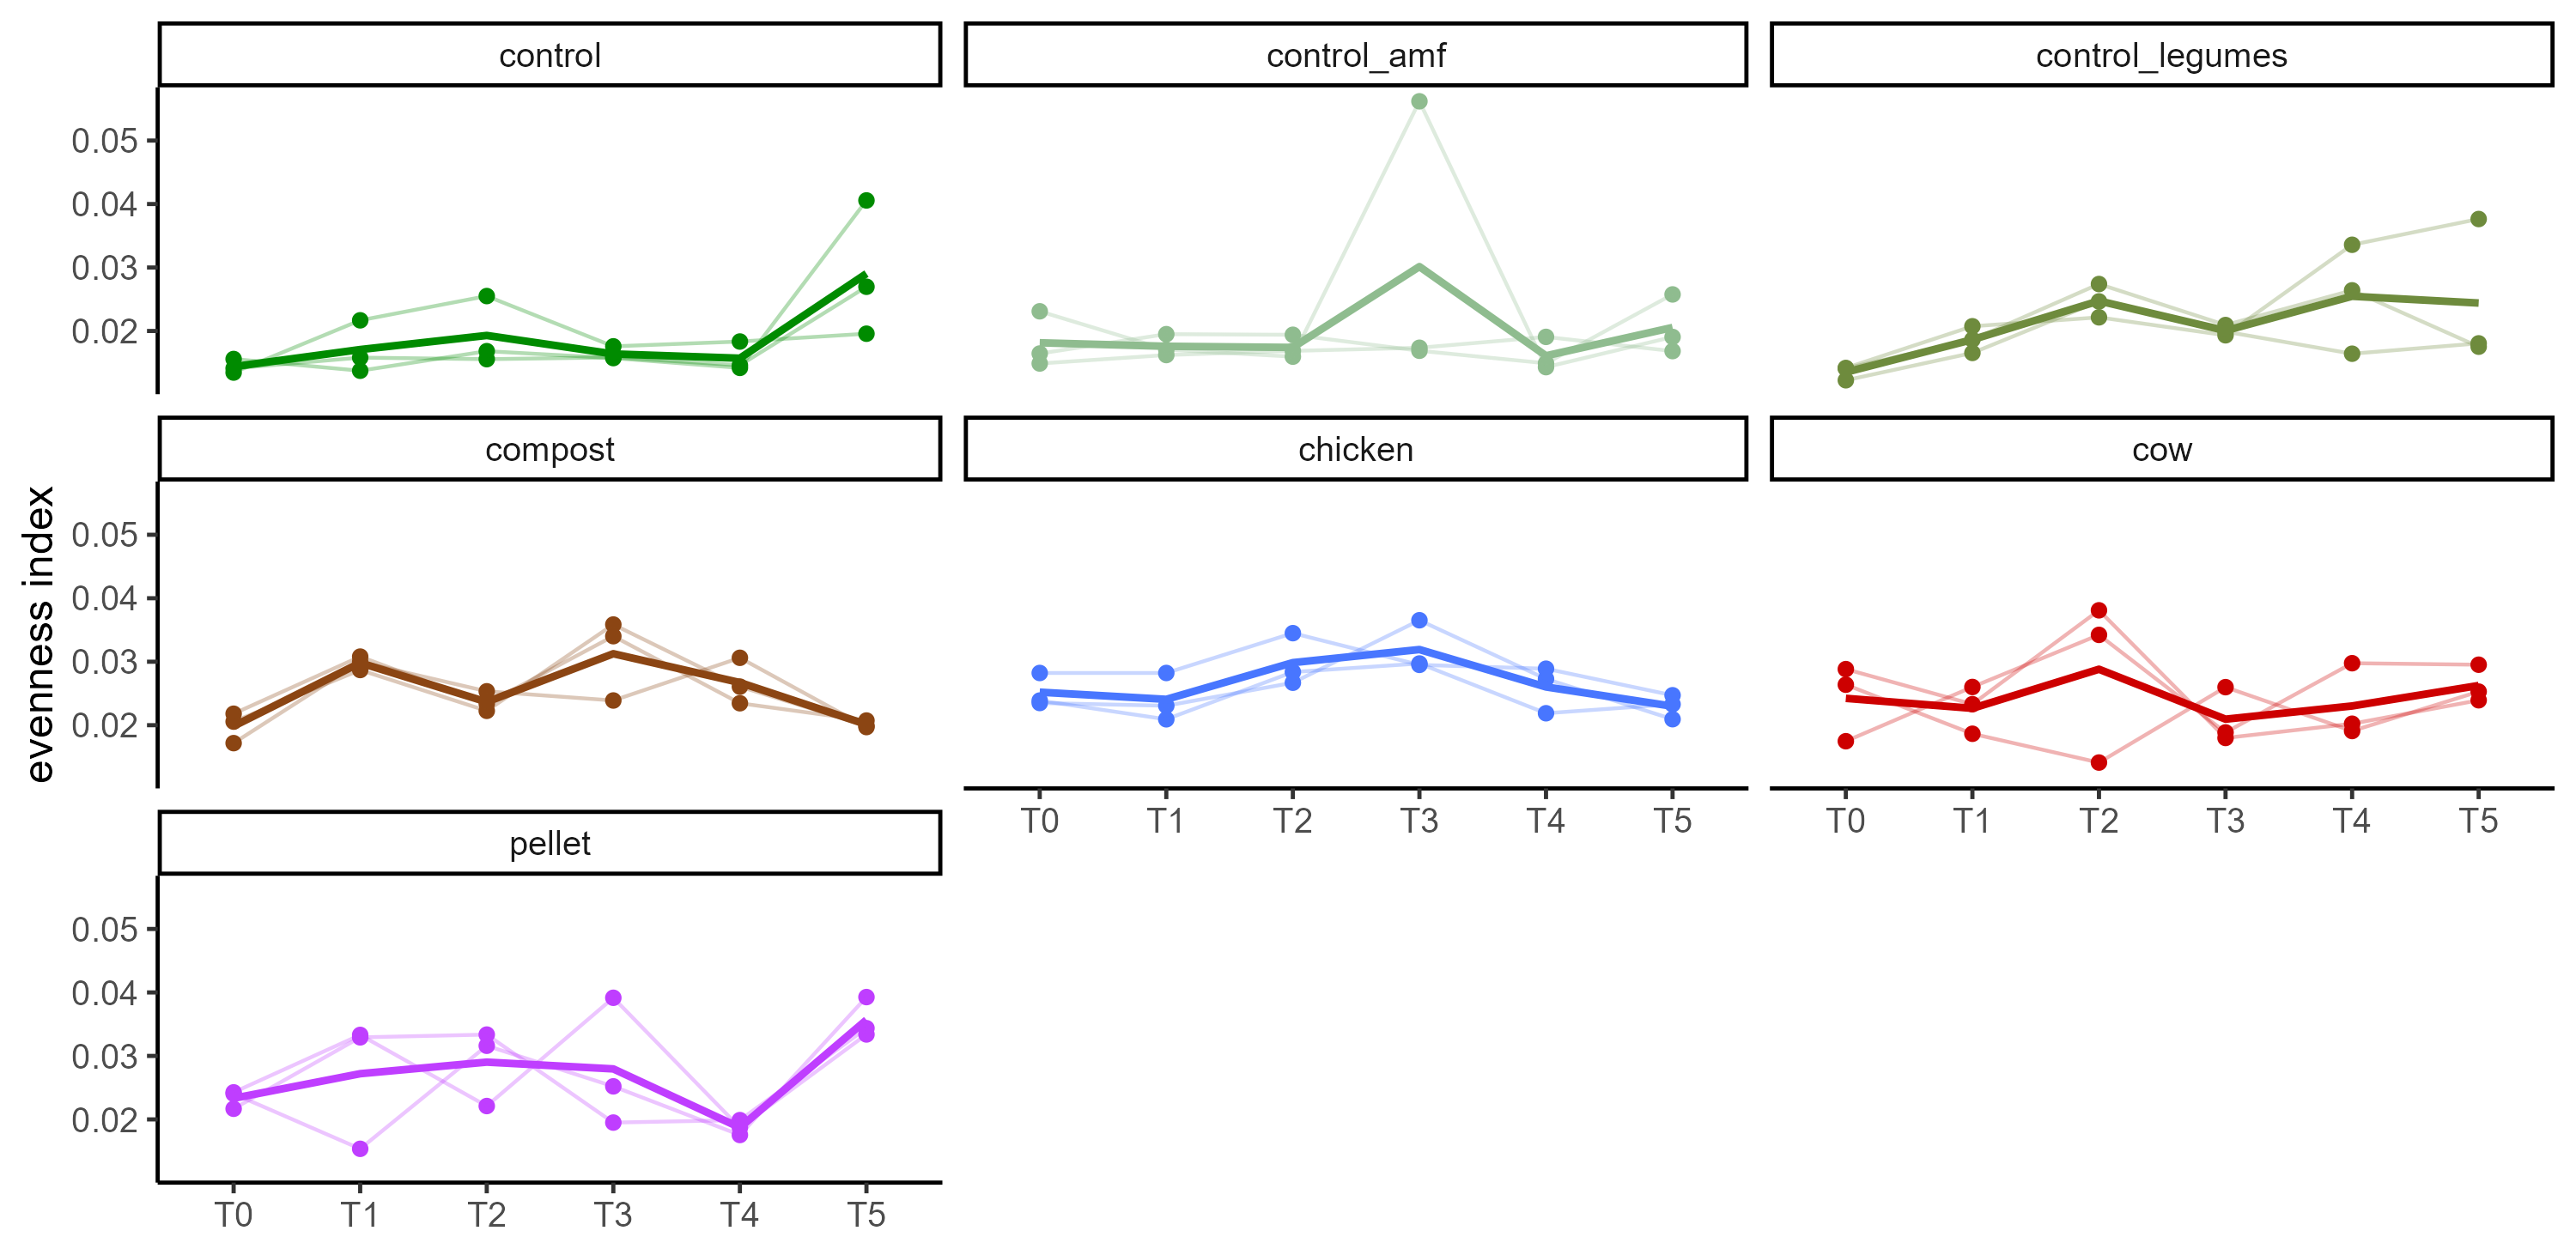 control
control_amf
control_legumes
0.05
0.04
0.03
0.02
compost
chicken
cow
evenness index
0.05
0.04
0.03
0.02
T0 T1 T2 T3 T4 T5
T0 T1 T2 T3 T4 T5
pellet
0.05
0.04
0.03
0.02
T0 T1 T2 T3 T4 T5